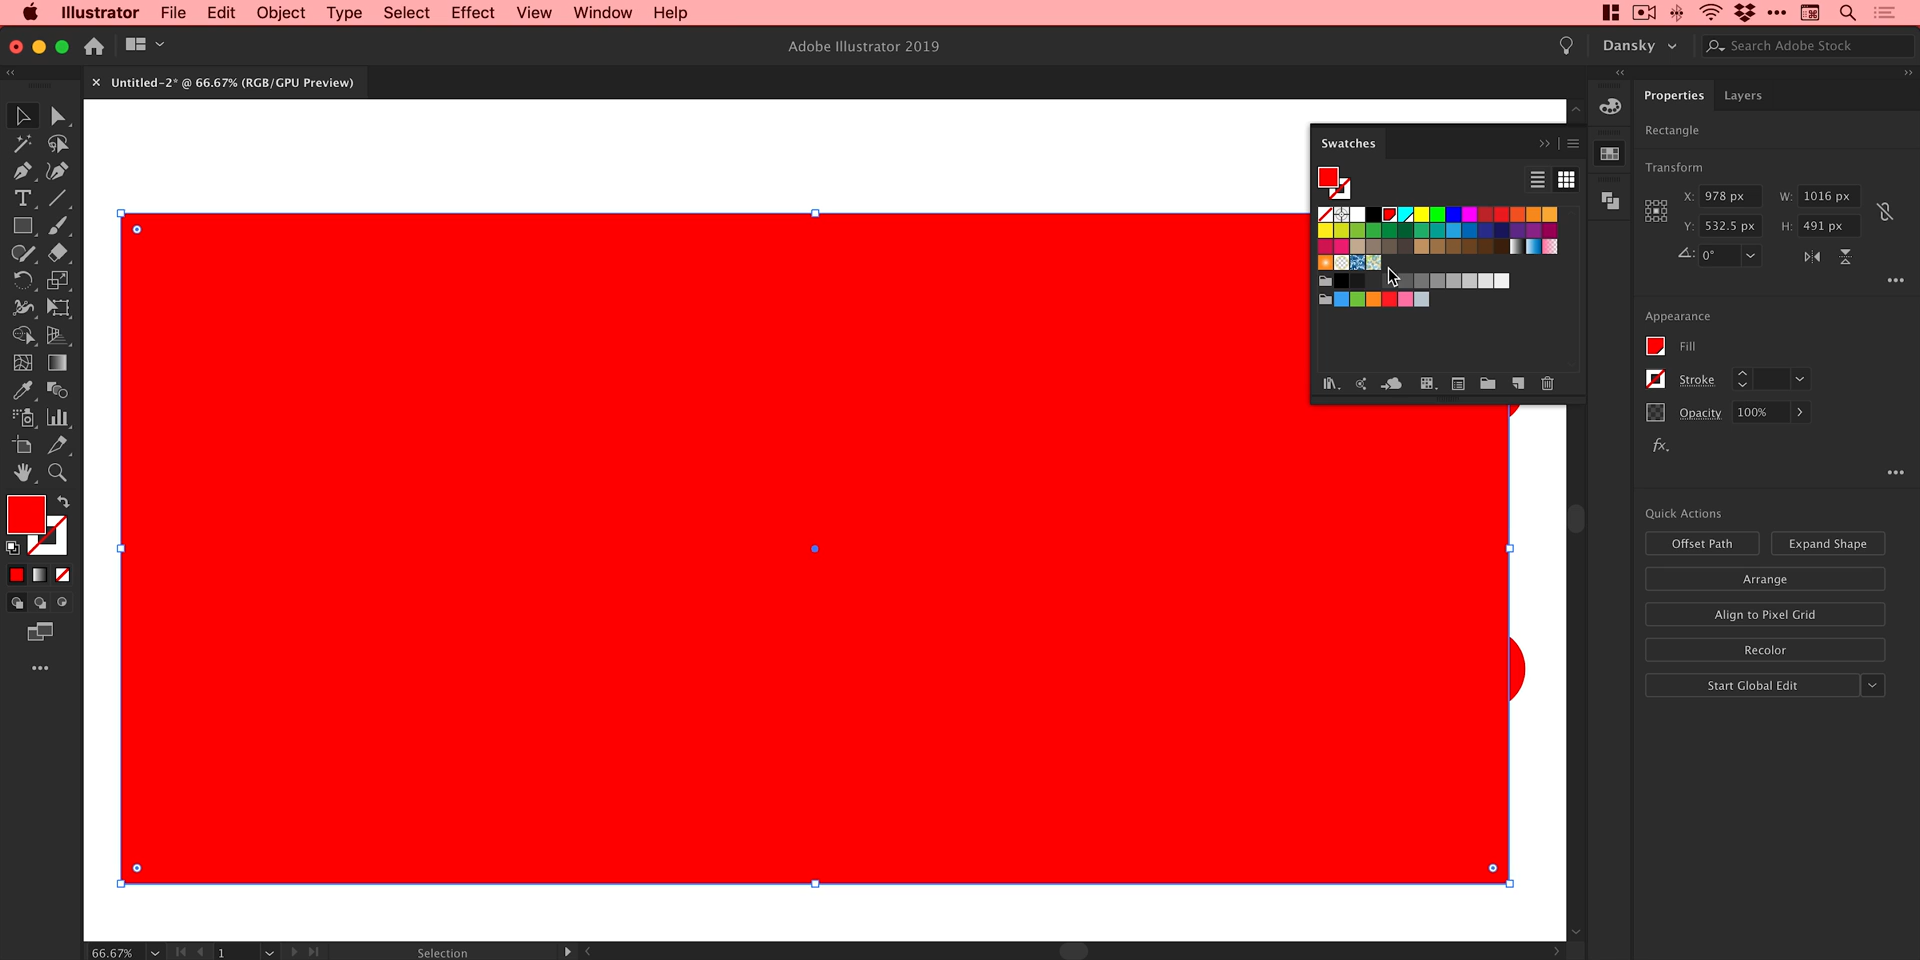 Illustrator File Edit Object Type Select Effect View Window Help
Adobe Illustrator 2019
Dansky
Search Adobe Stock
× Untitled-2* @ 66.67% (RGB/GPU Preview)
Properties Layers
Rectangle
Swatches
Transform
X: 978 px W: 1016 px
Y: 532.5 px H: 491 px
0°
Appearance
Fill
Stroke
Opacity 100%
fx.
Quick Actions
Offset Path Expand Shape
Arrange
Align to Pixel Grid
Recolor
Start Global Edit
66.67% 1 Selection